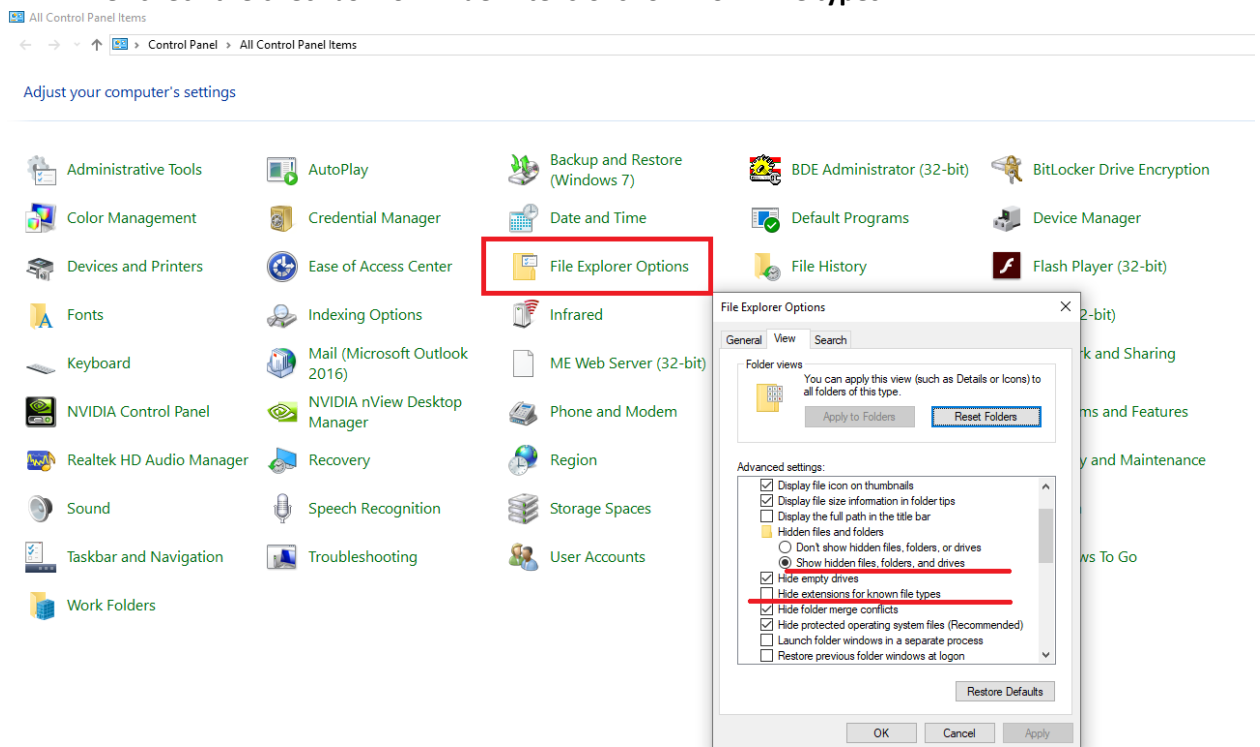 Hide extensions for known file types
All Control Panel Items
Control Panel > All Control Panel Items
Adjust your computer's settings
Administrative Tools
AutoPlay
Backup and Restore
(Windows 7)
BDE Administrator (32-bit)
BitLocker Drive Encryption
Color Management
Credential Manager
Date and Time
Default Programs
Device Manager
Devices and Printers
Ease of Access Center
File Explorer Options
File History
Flash Player (32-bit)
Fonts
Indexing Options
Infrared
2-bit)
Keyboard
Mail (Microsoft Outlook
2016)
ME Web Server (32-bit)
rk and Sharing
NVIDIA Control Panel
NVIDIA nView Desktop
Manager
Phone and Modem
ms and Features
Realtek HD Audio Manager
Recovery
Region
y and Maintenance
Sound
Speech Recognition
Storage Spaces
Taskbar and Navigation
Troubleshooting
User Accounts
ws To Go
Work Folders
File Explorer Options
General
View
Search
Folder views
You can apply this view (such as Details or Icons) to
all folders of this type.
Apply to Folders
Reset Folders
Advanced settings:
Display file icon on thumbnails
Display file size information in folder tips
Display the full path in the title bar
Hidden files and folders
Don't show hidden files, folders, or drives
Show hidden files, folders, and drives
Hide empty drives
Hide extensions for known file types
Hide folder merge conflicts
Hide protected operating system files (Recommended)
Launch folder windows in a separate process
Restore previous folder windows at logon
Restore Defaults
OK
Cancel
Apply